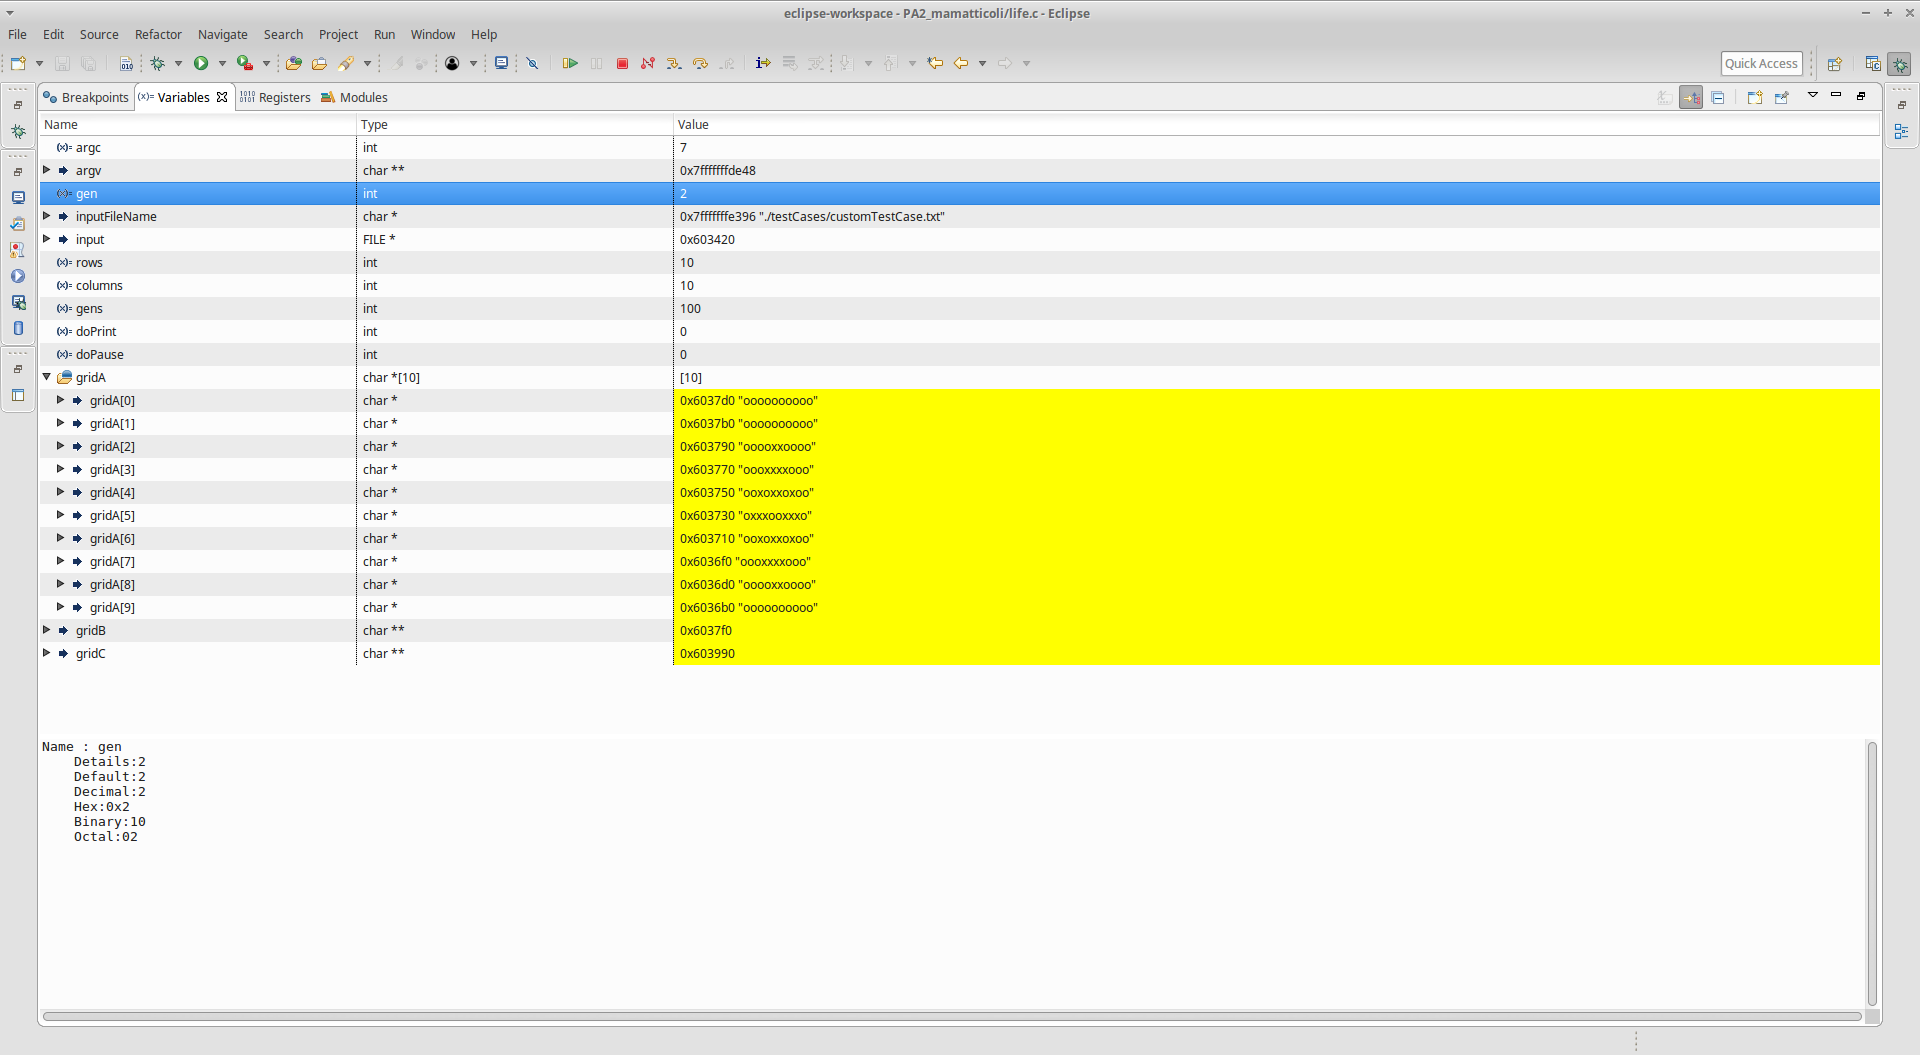 eclipse-workspace - PA2_mamatticoli/life.c - Eclipse
File Edit Source Refactor Navigate Search Project Run Window Help
Quick Access
Breakpoints (x)= Variables Registers Modules
Name Type Value
(x)= argc int 7
argv char ** 0x7fffffffde48
(x)= gen int 2
inputFileName char * 0x7fffffffe396 "./testCases/customTestCase.txt"
input FILE * 0x603420
(x)= rows int 10
(x)= columns int 10
(x)= gens int 100
(x)= doPrint int 0
(x)= doPause int 0
gridA char *[10] [10]
gridA[0] char * 0x6037d0 "oooooooooo"
gridA[1] char * 0x6037b0 "oooooooooo"
gridA[2] char * 0x603790 "ooooxxoooo"
gridA[3] char * 0x603770 "oooxxxxooo"
gridA[4] char * 0x603750 "ooxoxxoxoo"
gridA[5] char * 0x603730 "oxxxooxxxo"
gridA[6] char * 0x603710 "ooxoxxoxoo"
gridA[7] char * 0x6036f0 "oooxxxxooo"
gridA[8] char * 0x6036d0 "ooooxxoooo"
gridA[9] char * 0x6036b0 "oooooooooo"
gridB char ** 0x6037f0
gridC char ** 0x603990
Name : gen
Details:2
Default:2
Decimal:2
Hex:0x2
Binary:10
Octal:02